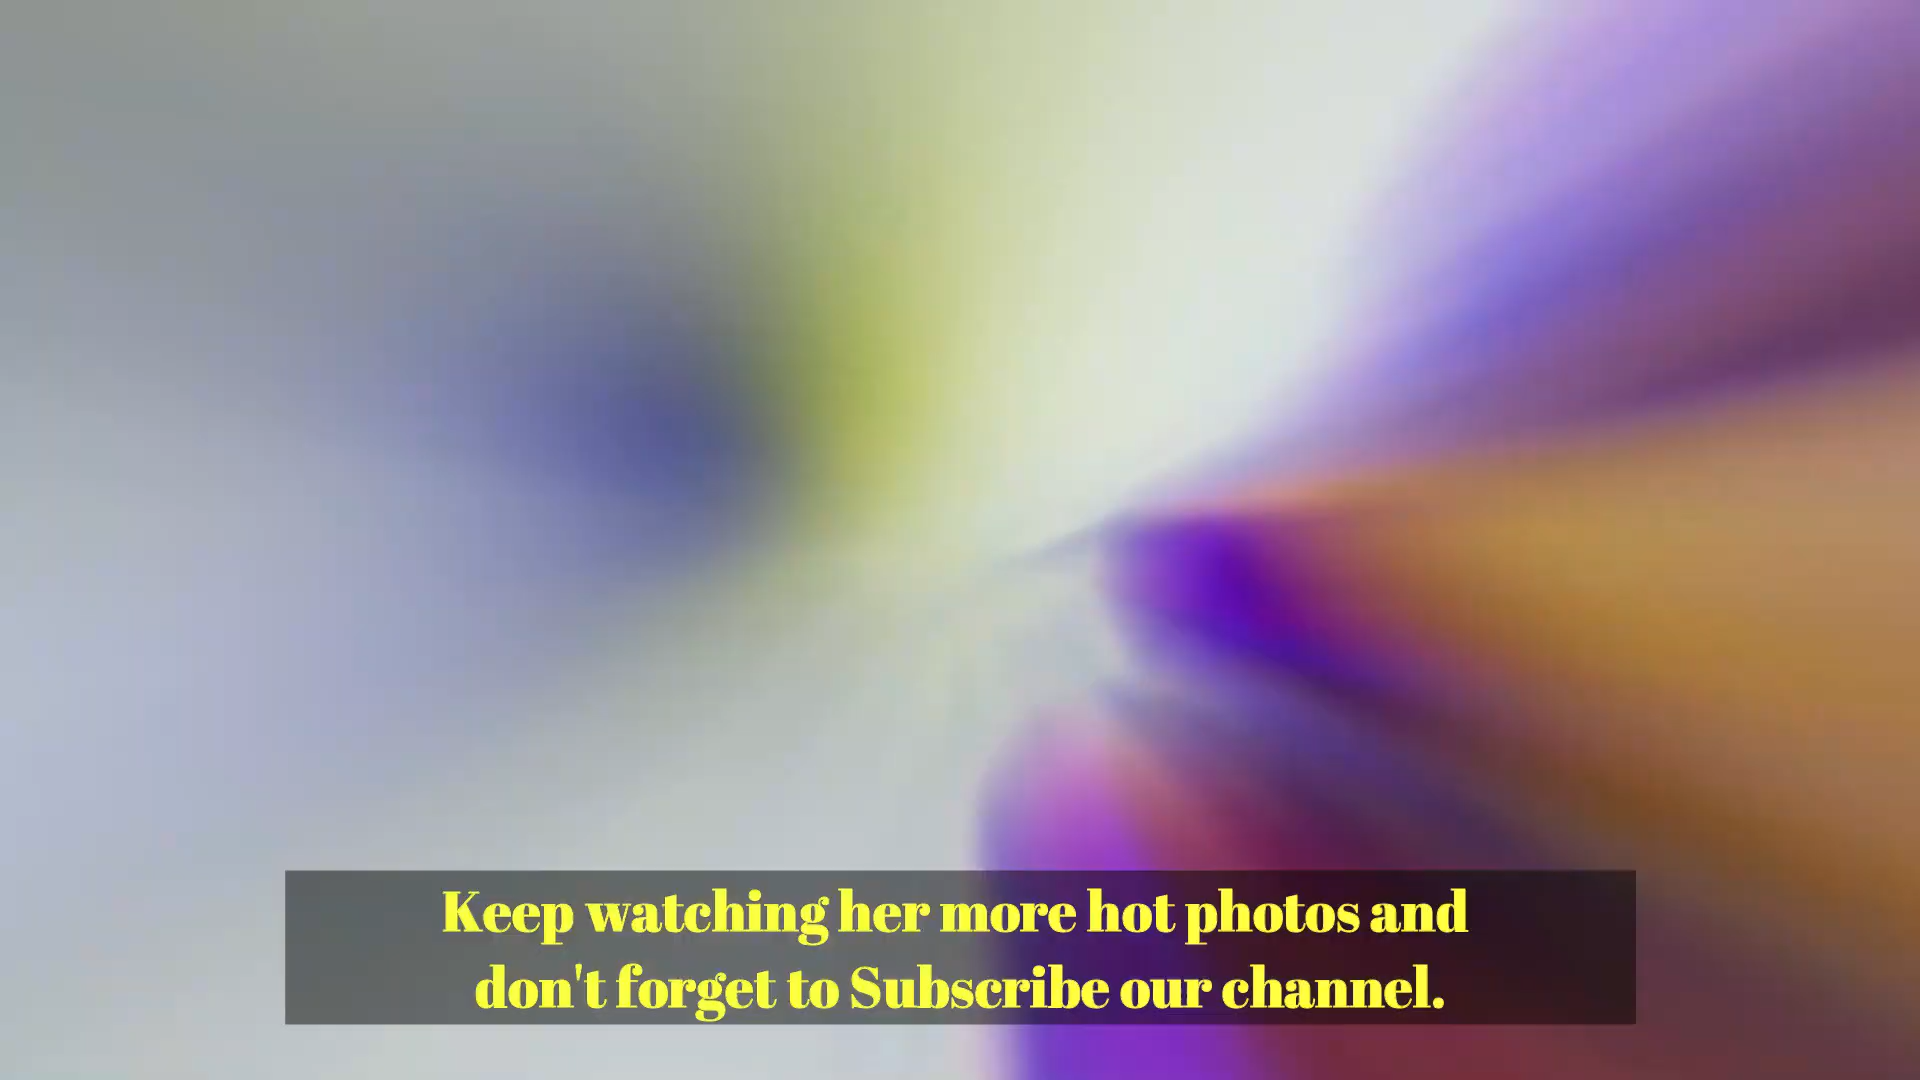 Keep watching her more hot photos and
don't forget to Subscribe our channel.